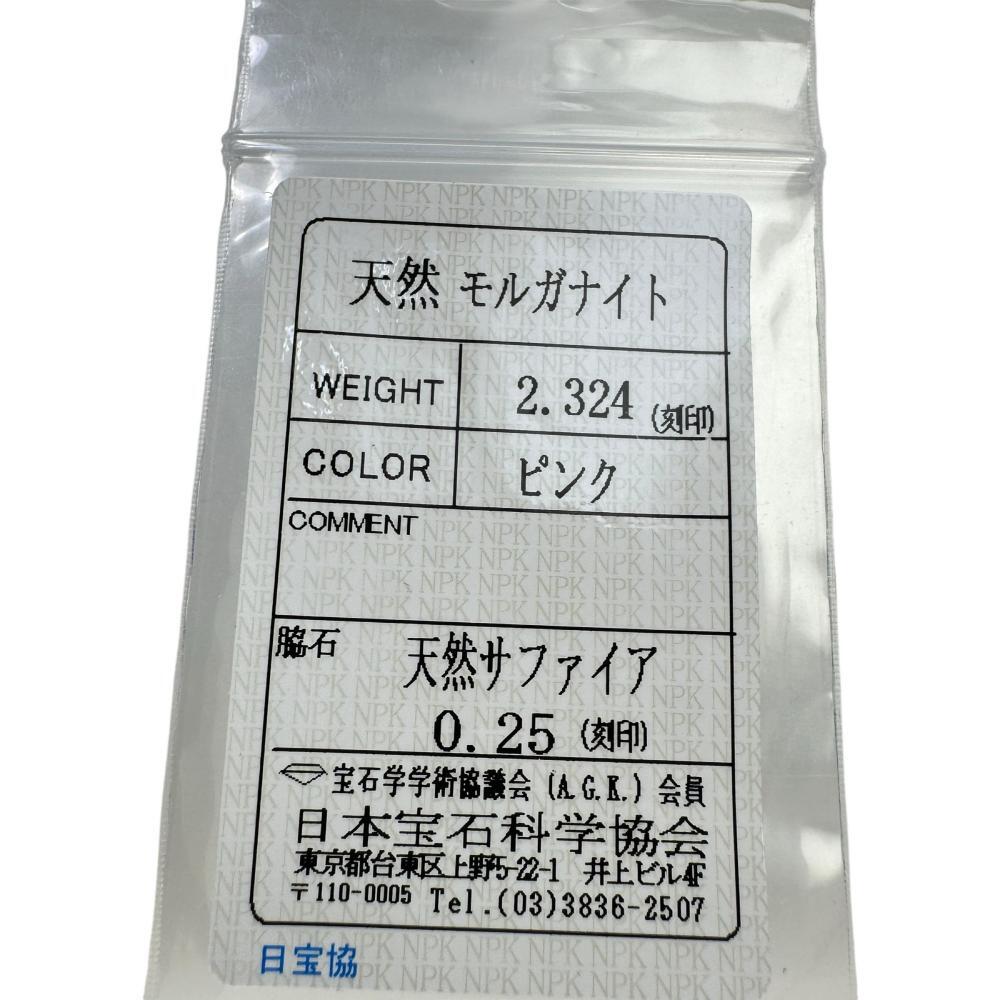 天然 モルガナイト
WEIGHT 2.324 (刻印)
COLOR ピンク
COMMENT
脇石 天然サファイア
0.25 (刻印)
宝石学学術協議会 (A.G.K.) 会員
日本宝石科学協会
東京都台東区上野5-22-1 井上ビル4F
〒110-0005 Tel.(03)3836-2507
日宝協